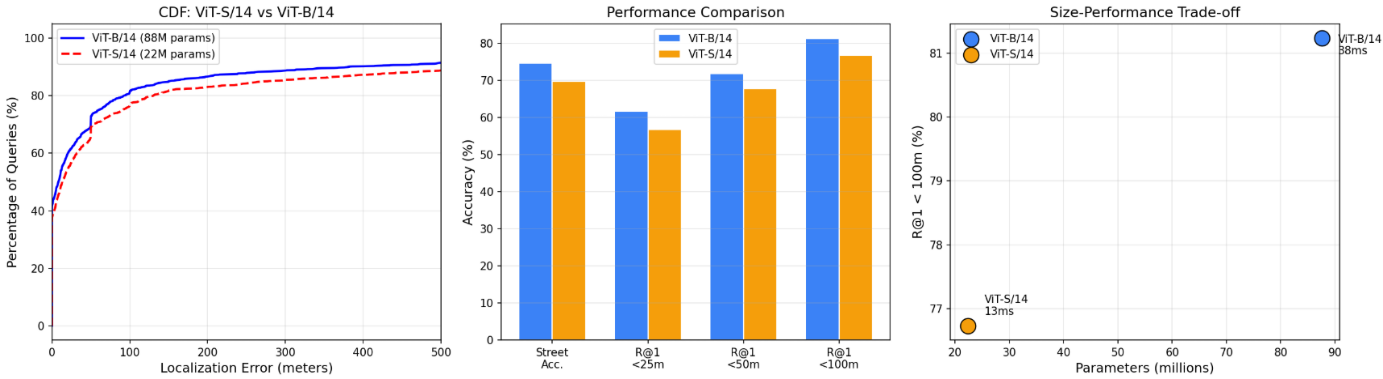 CDF: ViT-S/14 vs ViT-B/14
Percentage of Queries (%)
100
80
60
40
20
0
ViT-B/14 (88M params)
ViT-S/14 (22M params)
0 100 200 300 400 500
Localization Error (meters)
Performance Comparison
Accuracy (%)
80
70
60
50
40
30
20
10
0
ViT-B/14
ViT-S/14
Street Acc.
R@1 <25m
R@1 <50m
R@1 <100m
Size-Performance Trade-off
R@1 < 100m (%)
81
80
79
78
77
ViT-B/14
ViT-S/14
ViT-B/14
38ms
ViT-S/14
13ms
20 30 40 50 60 70 80 90
Parameters (millions)